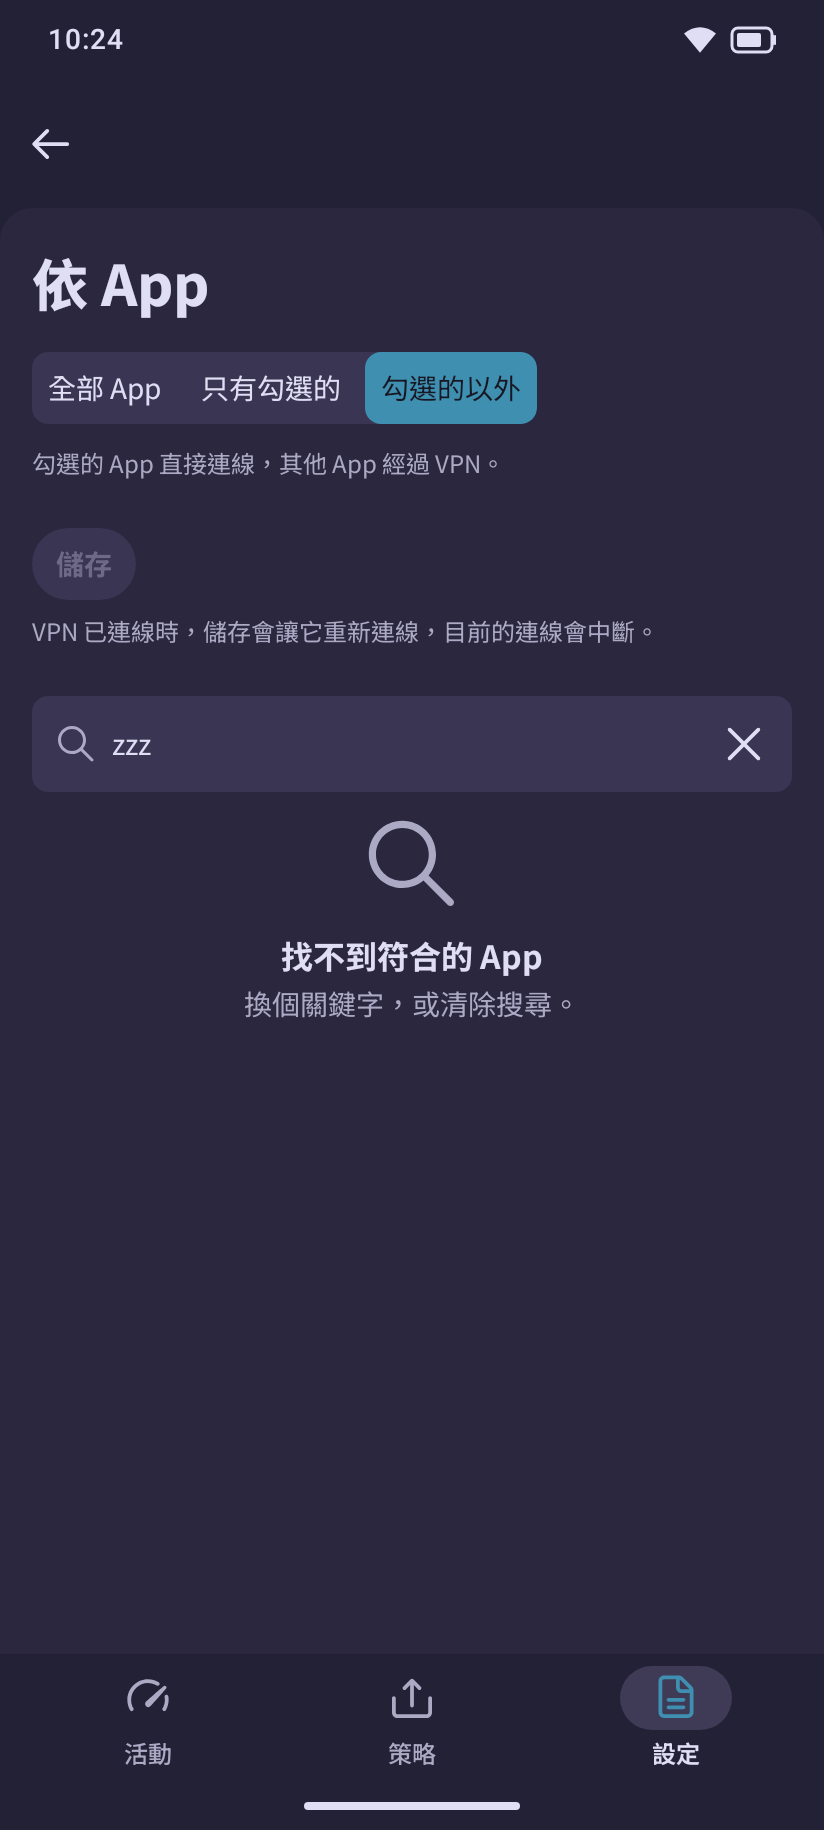 10:24
依 App
全部 App
只有勾選的
勾選的以外
勾選的 App 直接連線，其他 App 經過 VPN。
儲存
VPN 已連線時，儲存會讓它重新連線，目前的連線會中斷。
zzz
找不到符合的 App
換個關鍵字，或清除搜尋。
活動
策略
設定